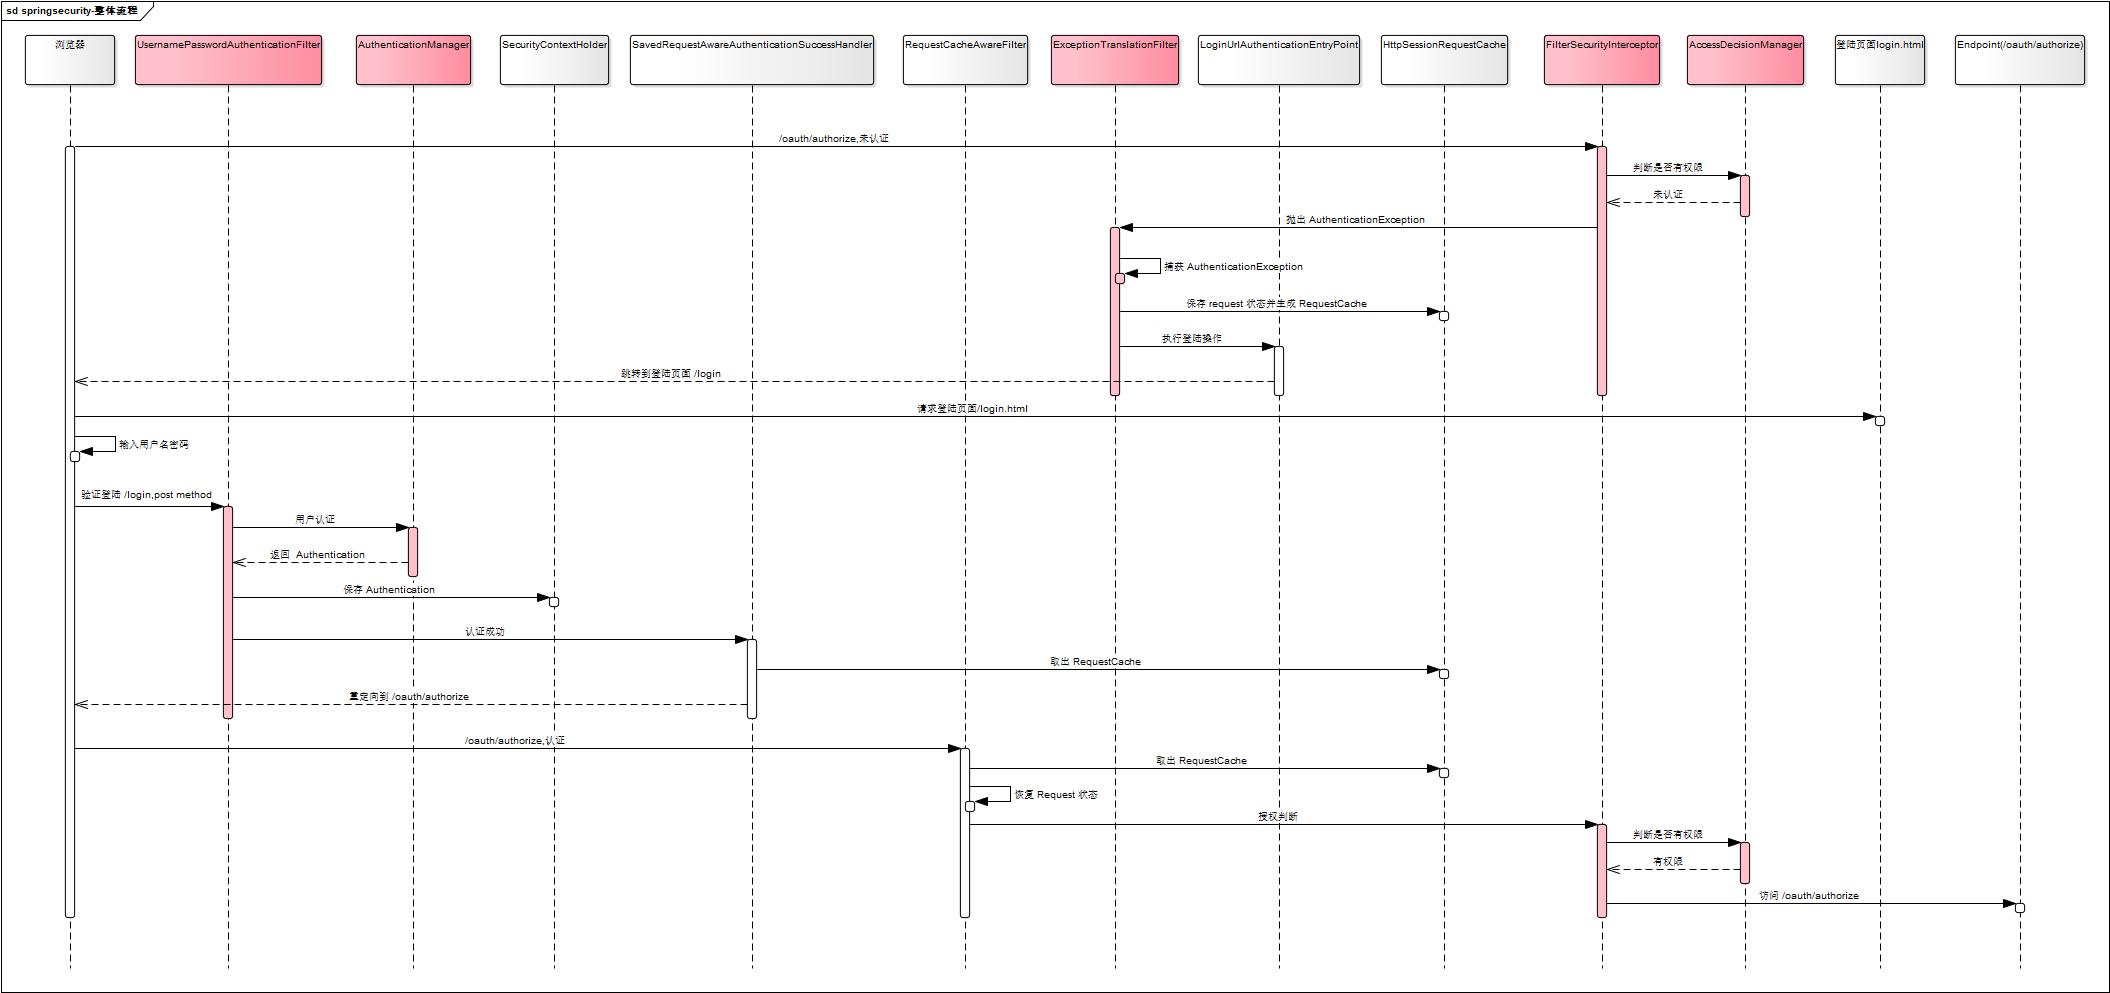 sd springsecurity-整体流程
浏览器
UsernamePasswordAuthenticationFilter
AuthenticationManager
SecurityContextHolder
SavedRequestAwareAuthenticationSuccessHandler
RequestCacheAwareFilter
ExceptionTranslationFilter
LoginUrlAuthenticationEntryPoint
HttpSessionRequestCache
FilterSecurityInterceptor
AccessDecisionManager
登陆页面login.html
Endpoint(/oauth/authorize)
/oauth/authorize,未认证
判断是否有权限
未认证
抛出 AuthenticationException
捕获 AuthenticationException
保存 request 状态并生成 RequestCache
执行登陆操作
跳转到登陆页面 /login
请求登陆页面/login.html
输入用户名密码
验证登陆 /login,post method
用户认证
返回  Authentication
保存 Authentication
认证成功
取出 RequestCache
重定向到 /oauth/authorize
/oauth/authorize,认证
取出 RequestCache
恢复 Request 状态
授权判断
判断是否有权限
有权限
访问 /oauth/authorize